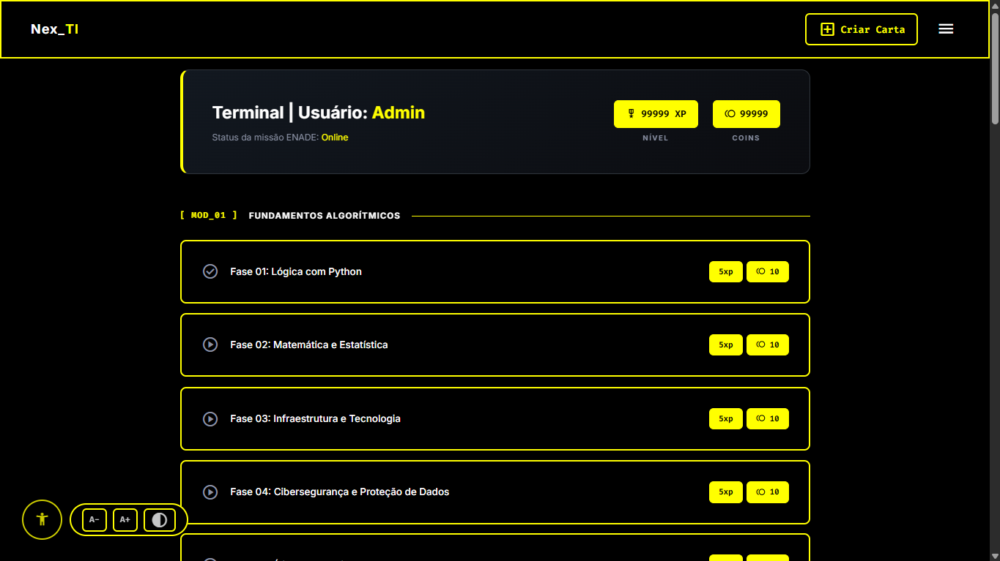 Nex_TI
Criar Carta
Terminal | Usuário: Admin
Status da missão ENADE: Online
99999 XP
NÍVEL
99999
COINS
[ MOD_01 ] FUNDAMENTOS ALGORÍTMICOS
Fase 01: Lógica com Python 5xp 10
Fase 02: Matemática e Estatística 5xp 10
Fase 03: Infraestrutura e Tecnologia 5xp 10
Fase 04: Cibersegurança e Proteção de Dados 5xp 10
A- A+